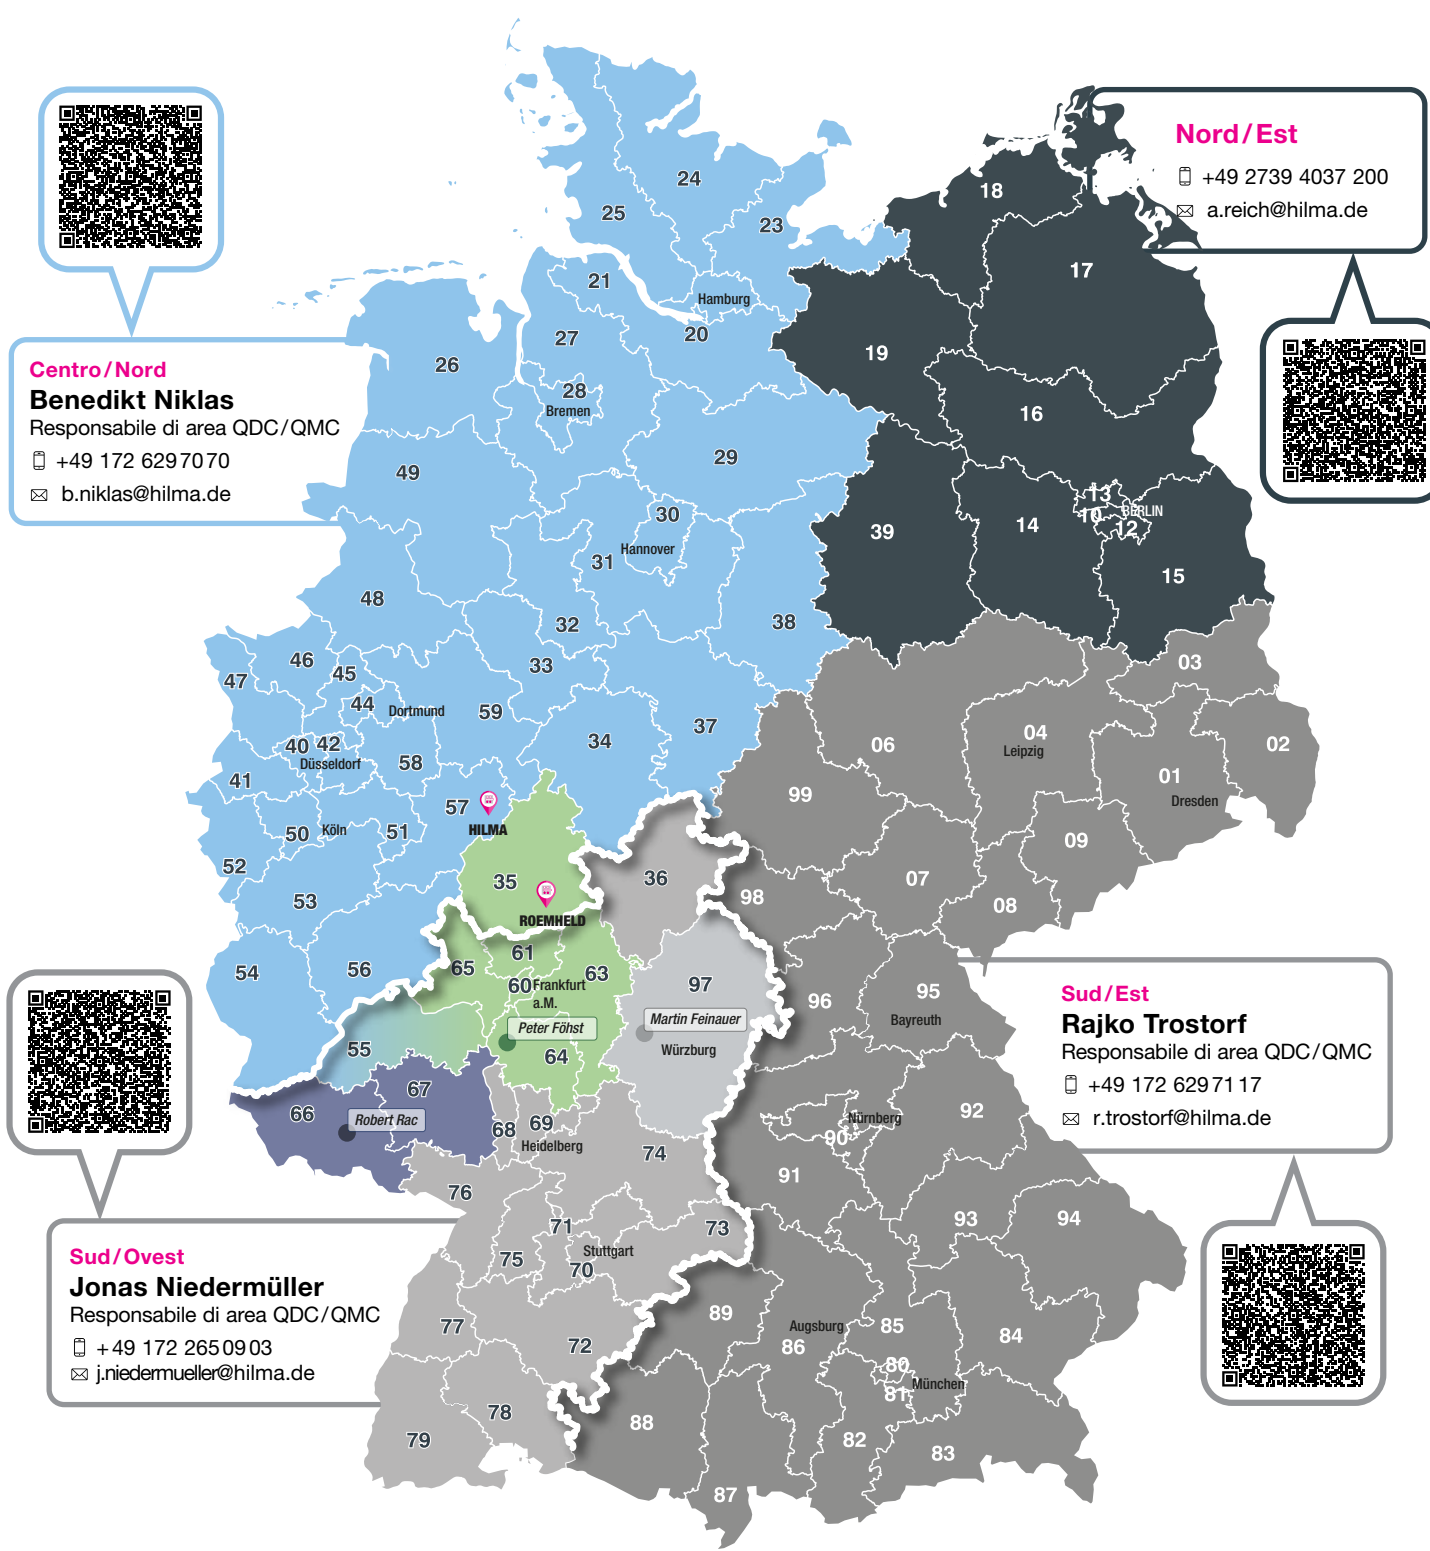 Nord/Est
+49 2739 4037 200
a.reich@hilma.de
Centro/Nord
Benedikt Niklas
Responsabile di area QDC/QMC
+49 172 6297070
b.niklas@hilma.de
24
25
23
18
17
21
Hamburg
20
27
26
19
28
Bremen
16
29
49
30
Hannover
31
39
14
13
10
BERLIN
12
15
48
32
38
46
45
33
47
03
44
Dortmund
59
34
37
40
42
Düsseldorf
58
41
06
04
Leipzig
02
01
Dresden
99
57
HILMA
50
Köln
51
09
52
35
36
07
98
08
53
ROEMHELD
54
56
65
61
60
Frankfurt
a.M.
63
97
96
95
Bayreuth
Peter Föhst
Martin Feinauer
Würzburg
55
64
67
66
Robert Rac
68
69
Heidelberg
74
90
Nürnberg
92
91
76
71
73
93
94
75
Stuttgart
70
77
72
89
Augsburg
86
85
84
80
81
München
78
79
88
82
83
87
Sud/Est
Rajko Trostorf
Responsabile di area QDC/QMC
+49 172 6297117
r.trostorf@hilma.de
Sud/Ovest
Jonas Niedermüller
Responsabile di area QDC/QMC
+49 172 2650903
j.niedermueller@hilma.de